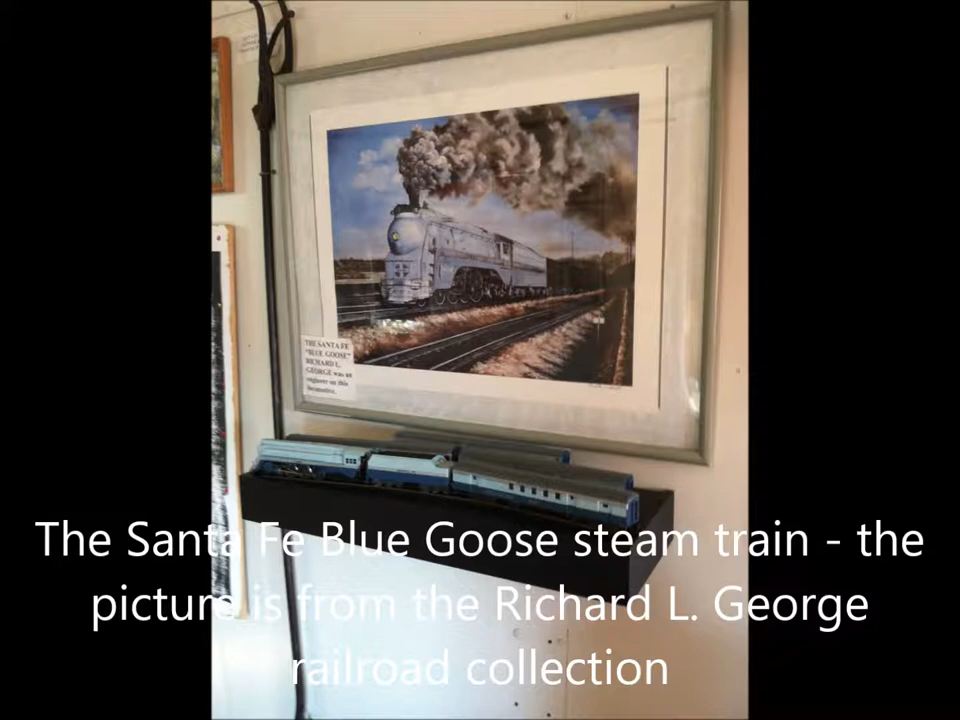 THE SANTA FE
"BLUE GOOSE"
RICHARD L.
GEORGE was an
engineer on this
locomotive.
The Santa Fe Blue Goose steam train - the
picture is from the Richard L. George
railroad collection